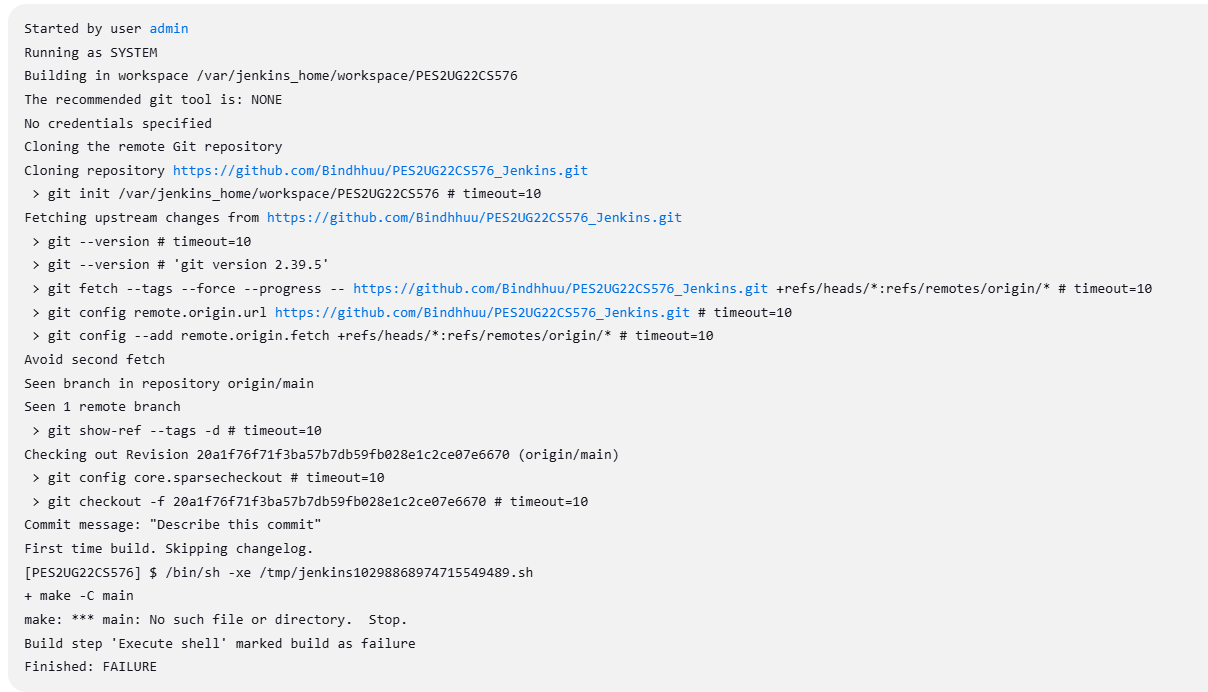 Started by user admin
Running as SYSTEM
Building in workspace /var/jenkins_home/workspace/PES2UG22CS576
The recommended git tool is: NONE
No credentials specified
Cloning the remote Git repository
Cloning repository https://github.com/Bindhhuu/PES2UG22CS576_Jenkins.git
 > git init /var/jenkins_home/workspace/PES2UG22CS576 # timeout=10
Fetching upstream changes from https://github.com/Bindhhuu/PES2UG22CS576_Jenkins.git
 > git --version # timeout=10
 > git --version # 'git version 2.39.5'
 > git fetch --tags --force --progress -- https://github.com/Bindhhuu/PES2UG22CS576_Jenkins.git +refs/heads/*:refs/remotes/origin/* # timeout=10
 > git config remote.origin.url https://github.com/Bindhhuu/PES2UG22CS576_Jenkins.git # timeout=10
 > git config --add remote.origin.fetch +refs/heads/*:refs/remotes/origin/* # timeout=10
Avoid second fetch
Seen branch in repository origin/main
Seen 1 remote branch
 > git show-ref --tags -d # timeout=10
Checking out Revision 20a1f76f71f3ba57b7db59fb028e1c2ce07e6670 (origin/main)
 > git config core.sparsecheckout # timeout=10
 > git checkout -f 20a1f76f71f3ba57b7db59fb028e1c2ce07e6670 # timeout=10
Commit message: "Describe this commit"
First time build. Skipping changelog.
[PES2UG22CS576] $ /bin/sh -xe /tmp/jenkins10298868974715549489.sh
+ make -C main
make: *** main: No such file or directory.  Stop.
Build step 'Execute shell' marked build as failure
Finished: FAILURE